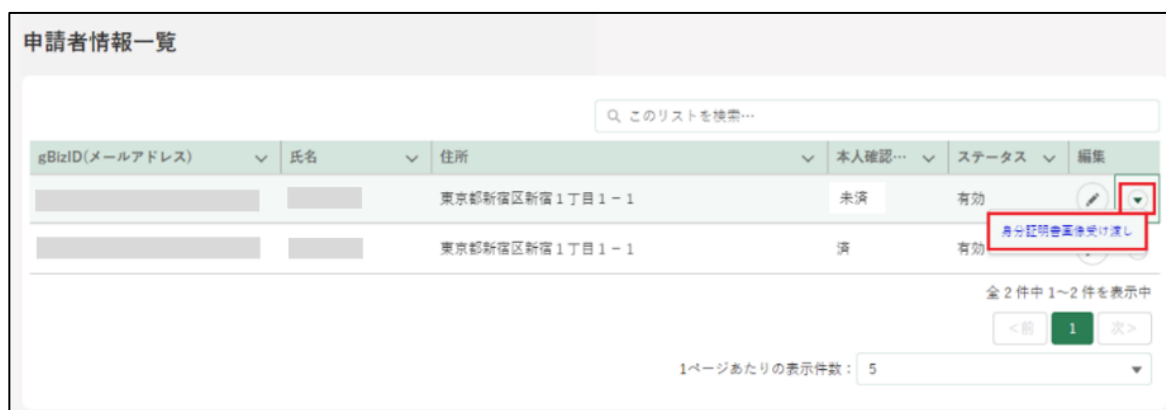 申請者情報一覧
このリストを検索…
gBizID(メールアドレス) 氏名 住所 本人確認… ステータス 編集
東京都新宿区新宿1丁目1－1 未済 有効
身分証明書画像受け渡し
東京都新宿区新宿1丁目1－1 済 有効
全 2 件中 1～2 件を表示中
<前 1 次>
1ページあたりの表示件数： 5